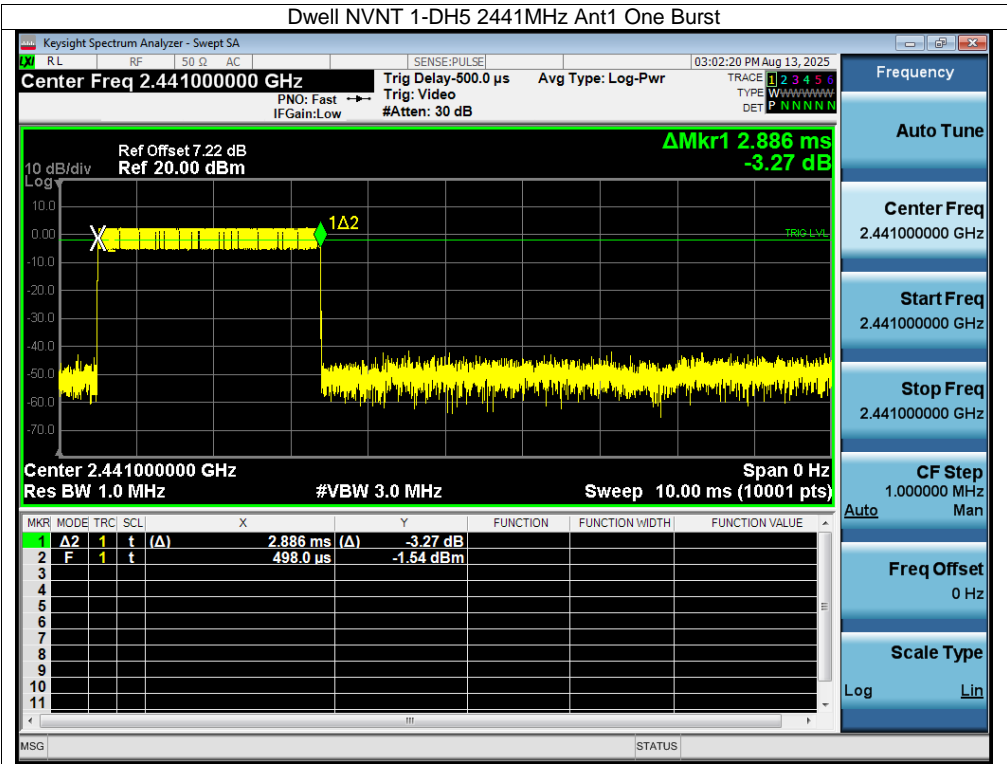 Dwell NVNT 1-DH5 2441MHz Ant1 One Burst
Keysight Spectrum Analyzer - Swept SA
LXI RL RF 50 Ω AC SENSE:PULSE 03:02:20 PM Aug 13, 2025
Center Freq 2.441000000 GHz
PNO: Fast
IFGain:Low
Trig Delay-500.0 µs
Trig: Video
#Atten: 30 dB
Avg Type: Log-Pwr
TRACE 1 2 3 4 5 6
TYPE W W W W W W
DET P N N N N N
ΔMkr1 2.886 ms
-3.27 dB
Ref Offset 7.22 dB
10 dB/div Ref 20.00 dBm
Log
10.0
0.00
-10.0
-20.0
-30.0
-40.0
-50.0
-60.0
-70.0
1Δ2
TRIG LVL
Center 2.441000000 GHz Span 0 Hz
Res BW 1.0 MHz #VBW 3.0 MHz Sweep 10.00 ms (10001 pts)
MKR MODE TRC SCL X Y FUNCTION FUNCTION WIDTH FUNCTION VALUE
1 Δ2 1 t (Δ) 2.886 ms (Δ) -3.27 dB
2 F 1 t 498.0 µs -1.54 dBm
3
4
5
6
7
8
9
10
11
MSG STATUS
Frequency
Auto Tune
Center Freq
2.441000000 GHz
Start Freq
2.441000000 GHz
Stop Freq
2.441000000 GHz
CF Step
1.000000 MHz
Auto Man
Freq Offset
0 Hz
Scale Type
Log Lin